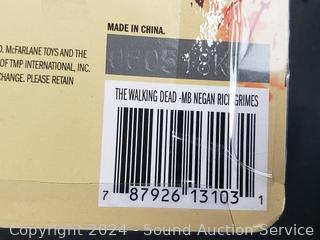 MADE IN CHINA.
D. MCFARLANE TOYS AND THE
OF TMP INTERNATIONAL, INC.
CHANGE. PLEASE RETAIN
THE WALKING DEAD -MB NEGAN RICK GRIMES
7 87926 13103 1
Copyright © 2024 - Sound Auction Service